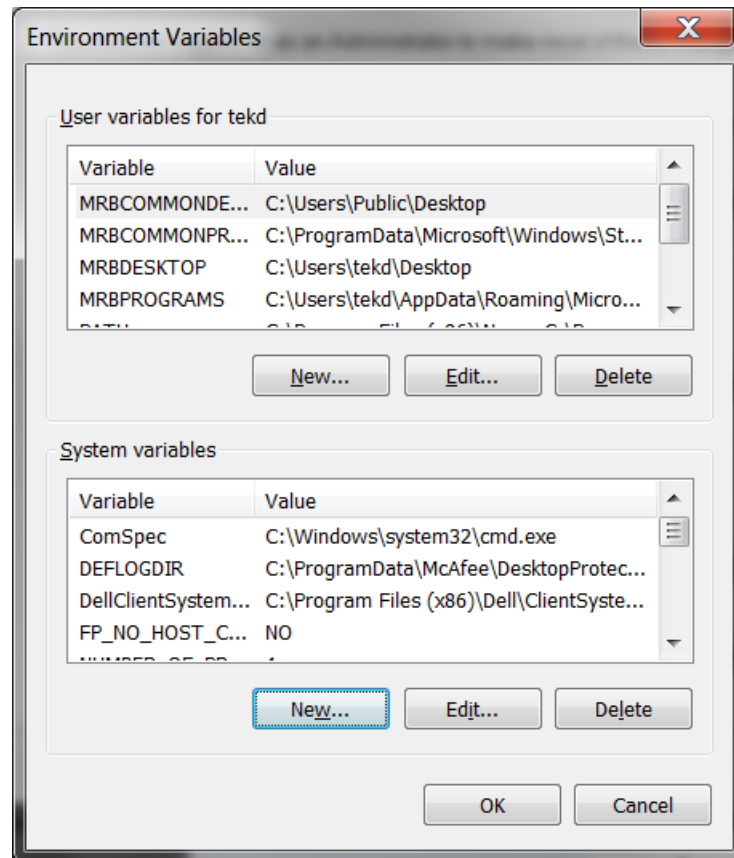 Environment Variables
User variables for tekd
Variable Value
MRBCOMMONDE... C:\Users\Public\Desktop
MRBCOMMONPR... C:\ProgramData\Microsoft\Windows\St...
MRBDESKTOP C:\Users\tekd\Desktop
MRBPROGRAMS C:\Users\tekd\AppData\Roaming\Micro...
New... Edit... Delete
System variables
Variable Value
ComSpec C:\Windows\system32\cmd.exe
DEFLOGDIR C:\ProgramData\McAfee\DesktopProtec...
DellClientSystem... C:\Program Files (x86)\Dell\ClientSyste...
FP_NO_HOST_C... NO
New... Edit... Delete
OK Cancel